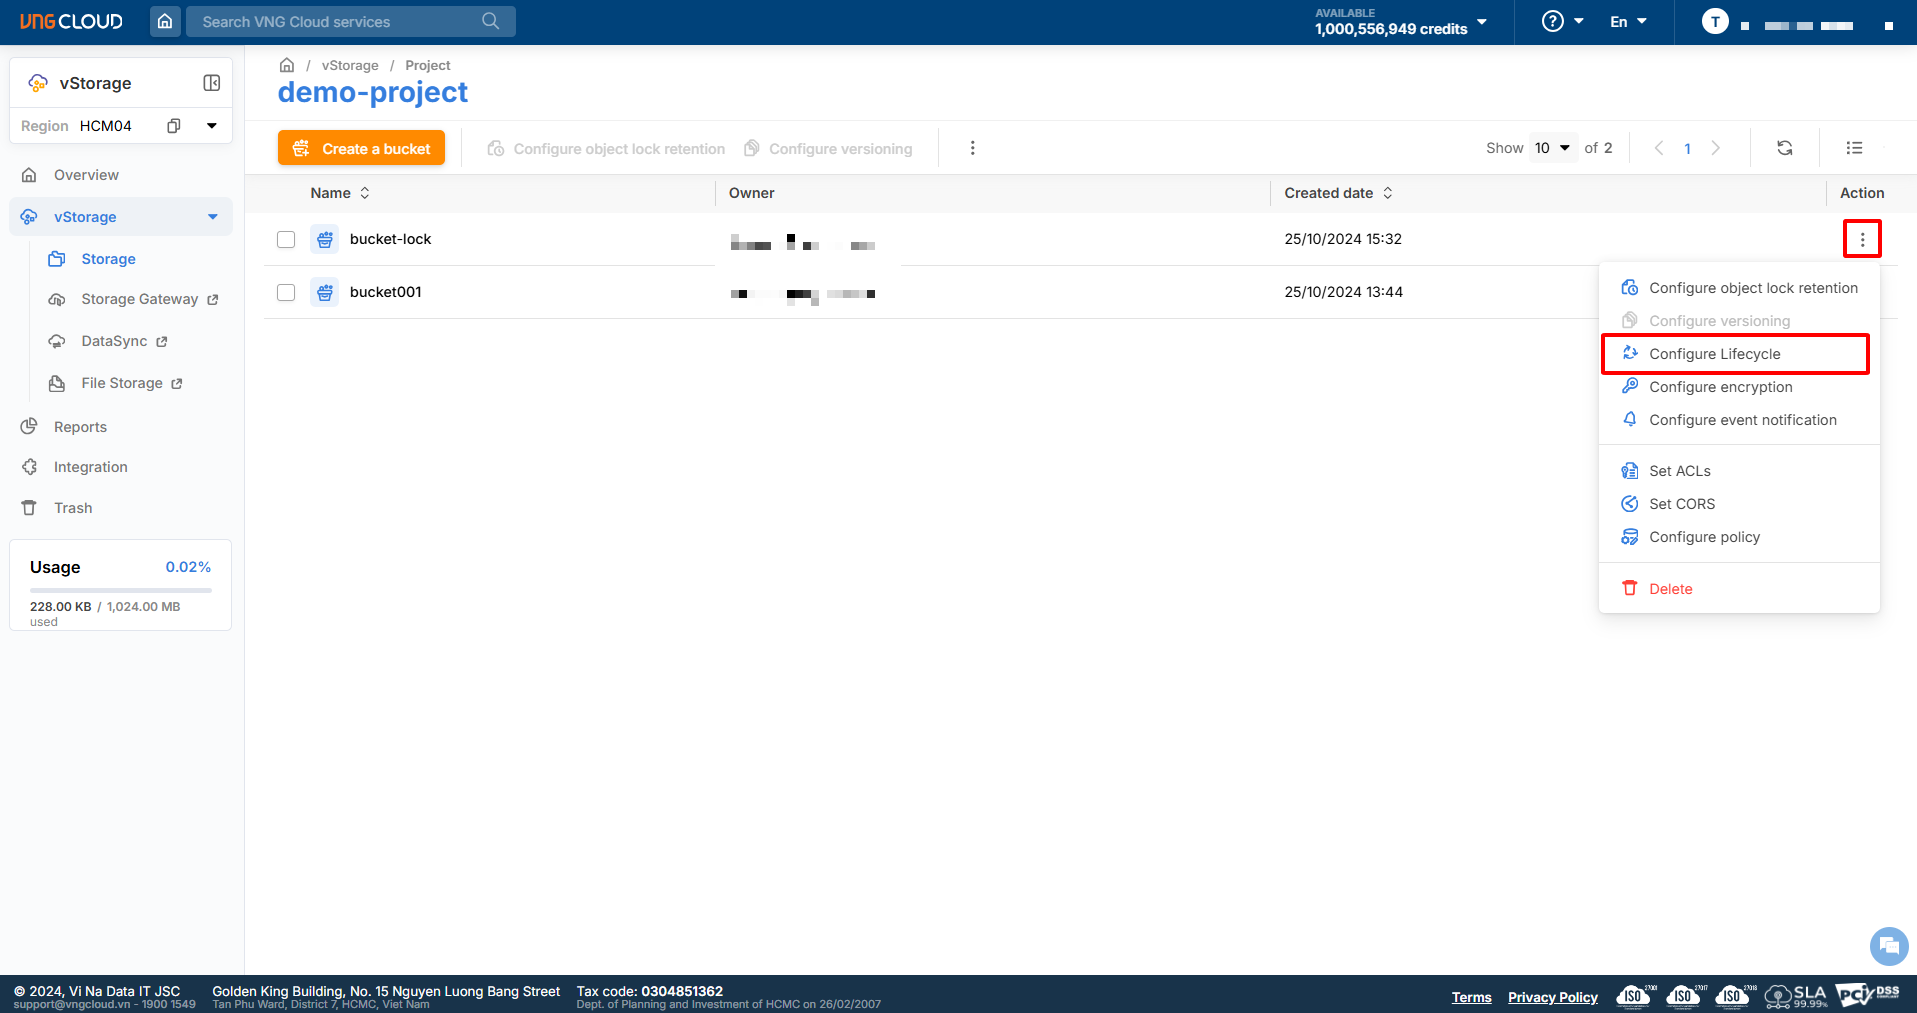 VNG CLOUD
Search VNG Cloud services
AVAILABLE
1,000,556,949 credits
?
En
T
vStorage
Region HCM04
Overview
vStorage
Storage
Storage Gateway
DataSync
File Storage
Reports
Integration
Trash
Usage 0.02%
228.00 KB / 1,024.00 MB
used
/ vStorage / Project
demo-project
Create a bucket
Configure object lock retention
Configure versioning
Show 10 of 2
1
Name Owner Created date Action
bucket-lock 25/10/2024 15:32
bucket001 25/10/2024 13:44
Configure object lock retention
Configure versioning
Configure Lifecycle
Configure encryption
Configure event notification
Set ACLs
Set CORS
Configure policy
Delete
© 2024, Vi Na Data IT JSC
support@vngcloud.vn - 1900 1549
Golden King Building, No. 15 Nguyen Luong Bang Street
Tan Phu Ward, District 7, HCMC, Viet Nam
Tax code: 0304851362
Dept. of Planning and Investment of HCMC on 26/02/2007
Terms
Privacy Policy
ISO 27001
ISO 27017
ISO 27018
SLA
99.99%
PCI DSS